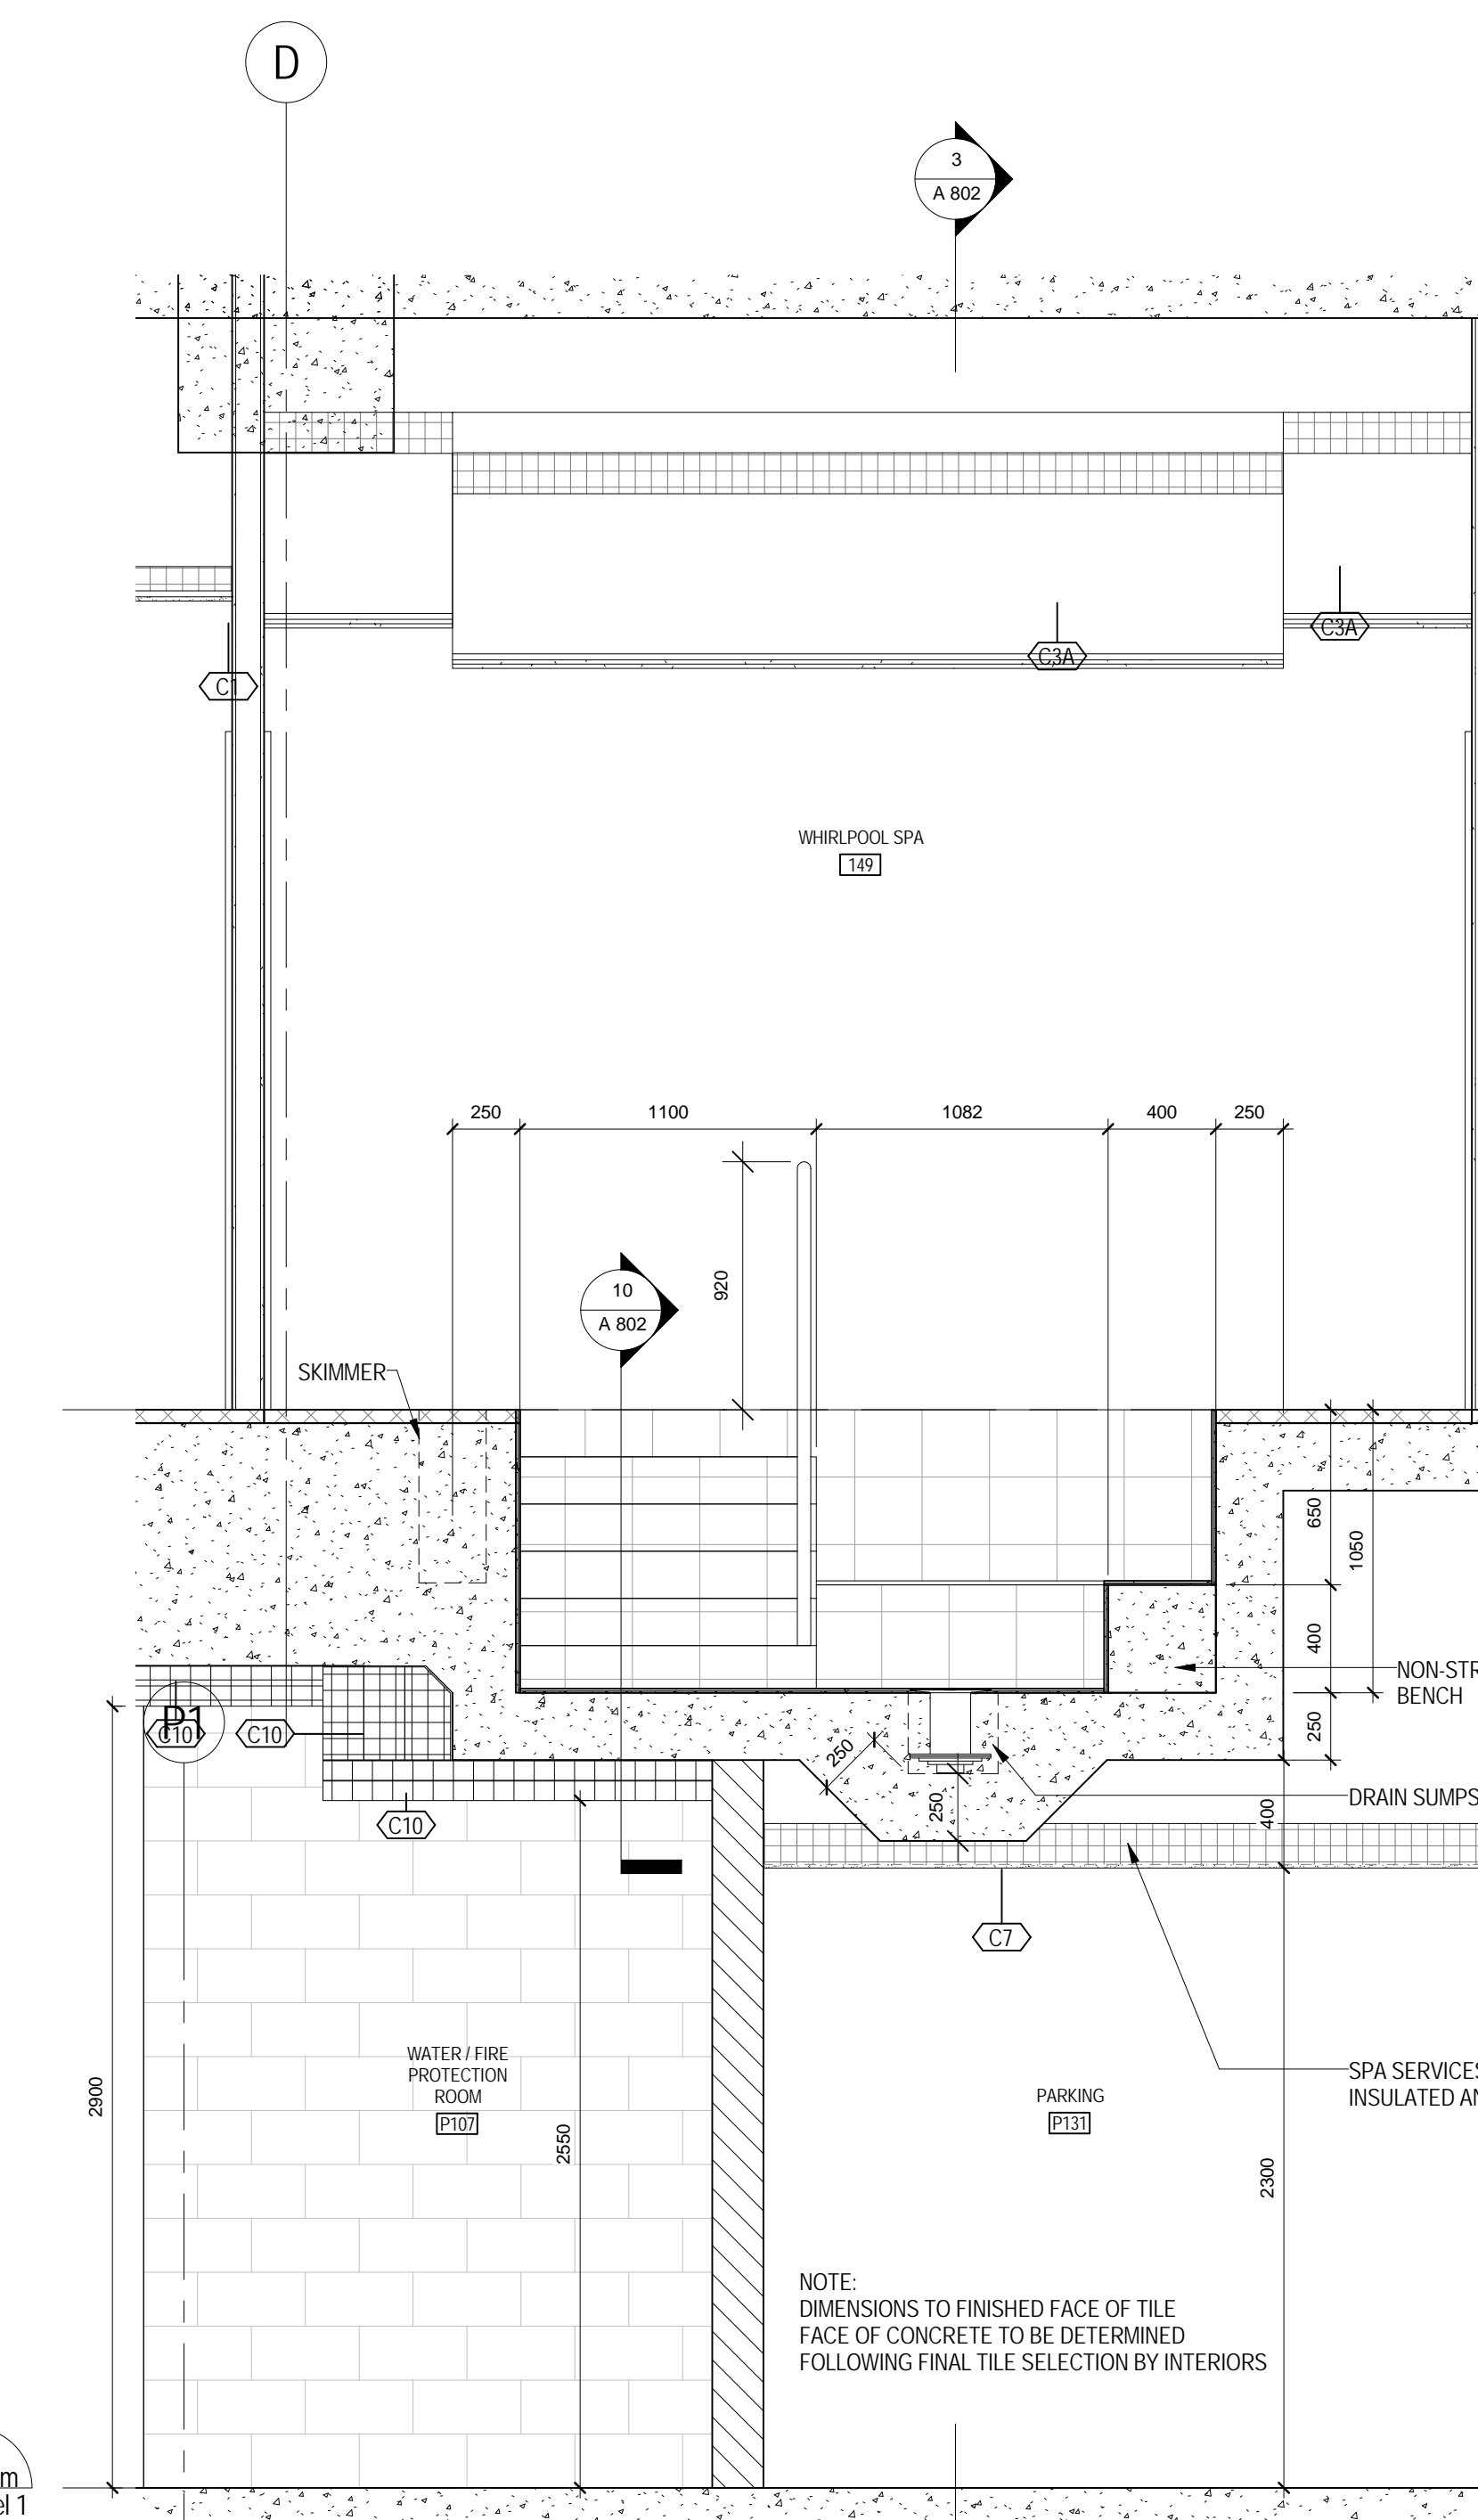 D
3
A 802
C1
C3A
C3A
WHIRLPOOL SPA
149
250
1100
1082
400
250
920
10
A 802
SKIMMER
650
1050
400
250
NON-STR
BENCH
P1
C10
C10
C10
250
250
400
DRAIN SUMPS
C7
SPA SERVICES
INSULATED AN
WATER / FIRE
PROTECTION
ROOM
P107
PARKING
P131
2900
2550
2300
NOTE:
DIMENSIONS TO FINISHED FACE OF TILE
FACE OF CONCRETE TO BE DETERMINED
FOLLOWING FINAL TILE SELECTION BY INTERIORS
m
el 1